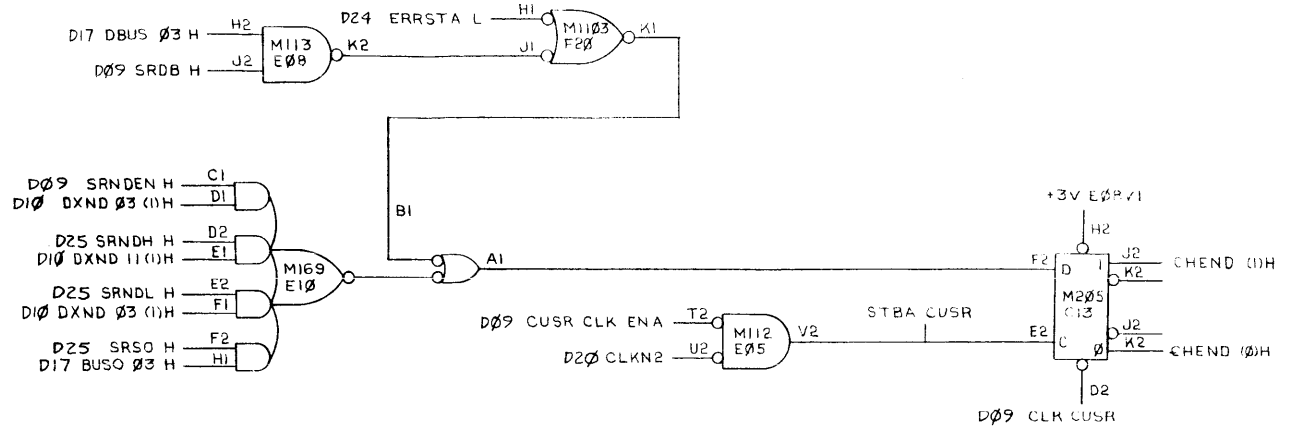 D24 ERRSTA L
H1
M1103
F2Ø
K1
D17 DBUS Ø3 H
H2
M113
EØ8
K2
J1
DØ9 SRDB H
J2
DØ9 SRNDEN H
C1
D1Ø DXND Ø3 (1)H
D1
B1
D25 SRNDH H
D2
D1Ø DXND 11 (1)H
E1
M169
E1Ø
A1
D25 SRNDL H
E2
D1Ø DXND Ø3 (1)H
F1
D25 SRSO H
F2
D17 BUSO Ø3 H
H1
DØ9 CUSR CLK ENA
T2
M112
EØ5
V2
STBA CUSR
D2Ø CLKN2
U2
+3V EØ8V1
H2
F2
D
1
J2
CHEND (1)H
K2
M205
C13
J2
E2
C
Ø
K2
CHEND (Ø)H
D2
DØ9 CLR CUSR